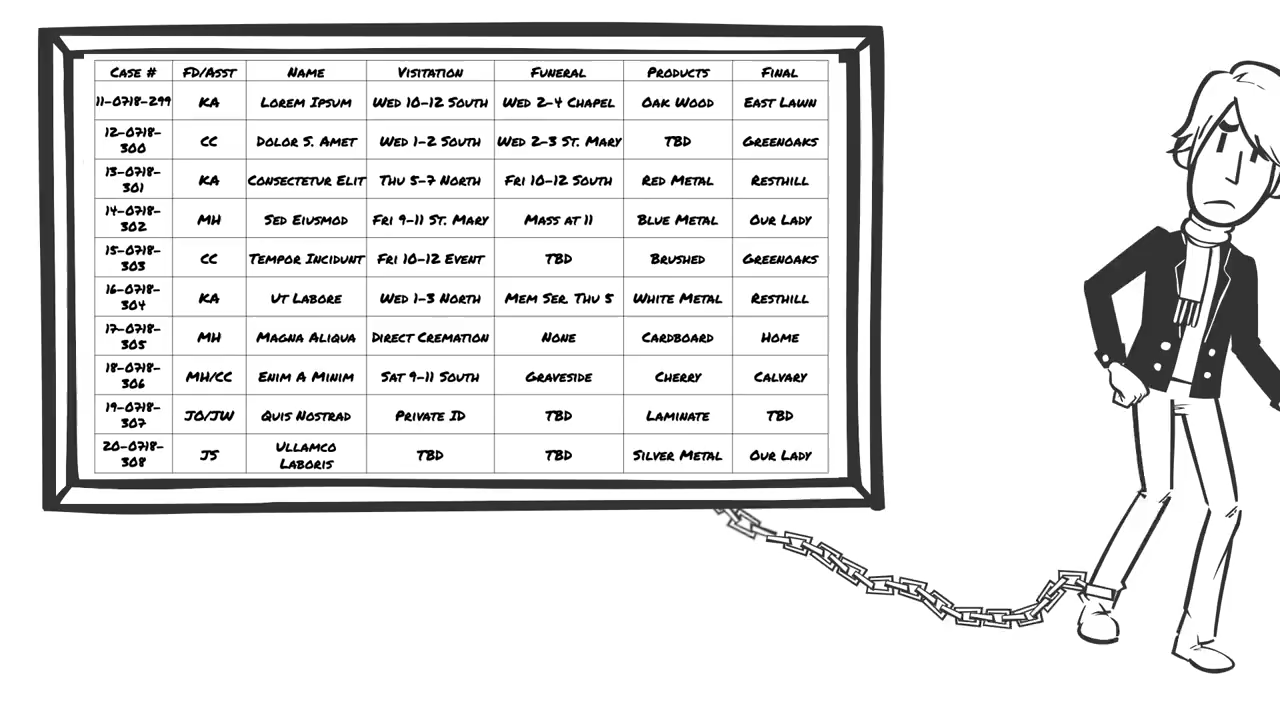 Case # FD/Asst Name Visitation Funeral Products Final
11-0718-299 KA Lorem Ipsum Wed 10-12 South Wed 2-4 Chapel Oak Wood East Lawn
12-0718-
300 CC Dolor S. Amet Wed 1-2 South Wed 2-3 St. Mary TBD Greenoaks
13-0718-
301 KA Consectetur Elit Thu 5-7 North Fri 10-12 South Red Metal Resthill
14-0718-
302 MH Sed Eiusmod Fri 9-11 St. Mary Mass at 11 Blue Metal Our Lady
15-0718-
303 CC Tempor Incidunt Fri 10-12 Event TBD Brushed Greenoaks
16-0718-
304 KA Ut Labore Wed 1-3 North Mem Ser. Thu 5 White Metal Resthill
17-0718-
305 MH Magna Aliqua Direct Cremation None Cardboard Home
18-0718-
306 MH/CC Enim A Minim Sat 9-11 South Graveside Cherry Calvary
19-0718-
307 JO/JW Quis Nostrad Private ID TBD Laminate TBD
20-0718-
308 JS Ullamco
Laboris TBD TBD Silver Metal Our Lady